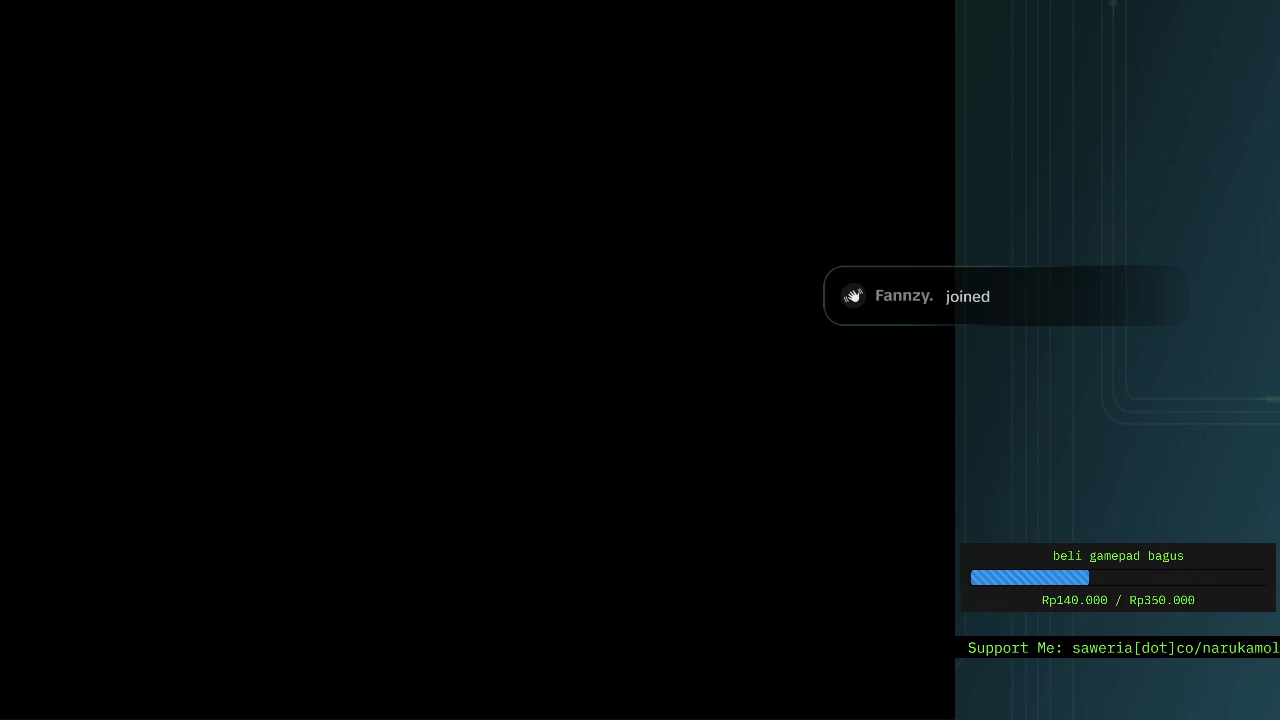 Fannzy. joined
beli gamepad bagus
Rp140.000 / Rp350.000
Support Me: saweria[dot]co/narukamol